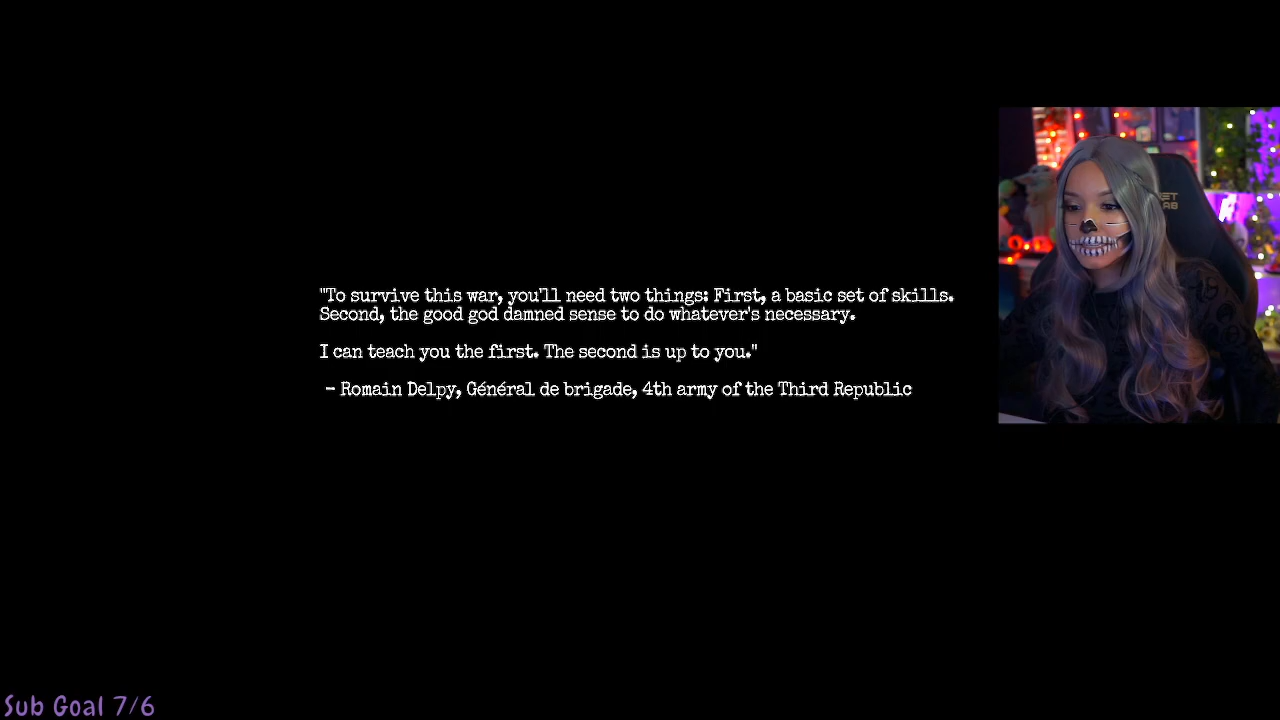 "To survive this war, you'll need two things: First, a basic set of skills.
Second, the good god damned sense to do whatever's necessary.
I can teach you the first. The second is up to you."
- Romain Delpy, Général de brigade, 4th army of the Third Republic
Sub Goal 7/6